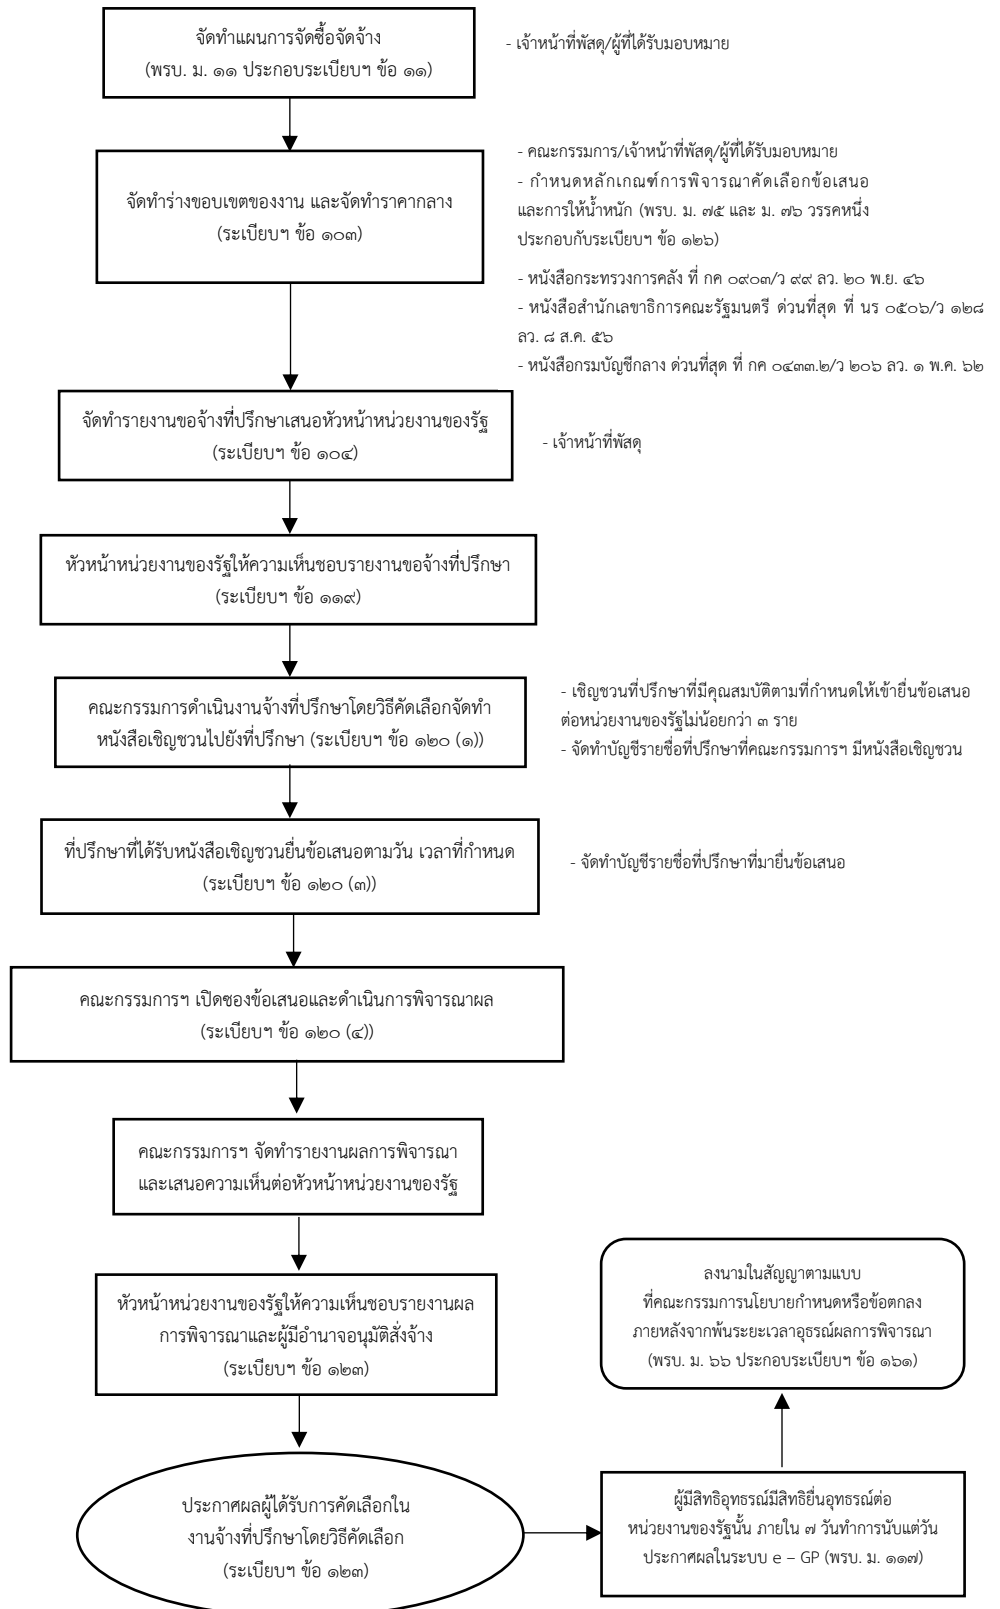 จัดทำแผนการจัดซื้อจัดจ้าง
(พรบ. ม. ๑๑ ประกอบระเบียบฯ ข้อ ๑๑)
- เจ้าหน้าที่พัสดุ/ผู้ที่ได้รับมอบหมาย
จัดทำร่างขอบเขตของงาน และจัดทำราคากลาง
(ระเบียบฯ ข้อ ๑๐๓)
- คณะกรรมการ/เจ้าหน้าที่พัสดุ/ผู้ที่ได้รับมอบหมาย
- กำหนดหลักเกณฑ์การพิจารณาคัดเลือกข้อเสนอ
และการให้น้ำหนัก (พรบ. ม. ๗๕ และ ม. ๗๖ วรรคหนึ่ง
ประกอบกับระเบียบฯ ข้อ ๑๒๖)
- หนังสือกระทรวงการคลัง ที่ กค ๐๙๐๓/ว ๙๙ ลว. ๒๐ พ.ย. ๔๖
- หนังสือสำนักเลขาธิการคณะรัฐมนตรี ด่วนที่สุด ที่ นร ๐๕๐๖/ว ๑๒๘
ลว. ๘ ส.ค. ๕๖
- หนังสือกรมบัญชีกลาง ด่วนที่สุด ที่ กค ๐๔๓๓.๒/ว ๒๐๖ ลว. ๑ พ.ค. ๖๒
จัดทำรายงานขอจ้างที่ปรึกษาเสนอหัวหน้าหน่วยงานของรัฐ
(ระเบียบฯ ข้อ ๑๐๔)
- เจ้าหน้าที่พัสดุ
หัวหน้าหน่วยงานของรัฐให้ความเห็นชอบรายงานขอจ้างที่ปรึกษา
(ระเบียบฯ ข้อ ๑๑๙)
คณะกรรมการดำเนินงานจ้างที่ปรึกษาโดยวิธีคัดเลือกจัดทำ
หนังสือเชิญชวนไปยังที่ปรึกษา (ระเบียบฯ ข้อ ๑๒๐ (๑))
- เชิญชวนที่ปรึกษาที่มีคุณสมบัติตามที่กำหนดให้เข้ายื่นข้อเสนอ
ต่อหน่วยงานของรัฐไม่น้อยกว่า ๓ ราย
- จัดทำบัญชีรายชื่อที่ปรึกษาที่คณะกรรมการฯ มีหนังสือเชิญชวน
ที่ปรึกษาที่ได้รับหนังสือเชิญชวนยื่นข้อเสนอตามวัน เวลาที่กำหนด
(ระเบียบฯ ข้อ ๑๒๐ (๓))
- จัดทำบัญชีรายชื่อที่ปรึกษาที่มายื่นข้อเสนอ
คณะกรรมการฯ เปิดซองข้อเสนอและดำเนินการพิจารณาผล
(ระเบียบฯ ข้อ ๑๒๐ (๔))
คณะกรรมการฯ จัดทำรายงานผลการพิจารณา
และเสนอความเห็นต่อหัวหน้าหน่วยงานของรัฐ
หัวหน้าหน่วยงานของรัฐให้ความเห็นชอบรายงานผล
การพิจารณาและผู้มีอำนาจอนุมัติสั่งจ้าง
(ระเบียบฯ ข้อ ๑๒๓)
ประกาศผลผู้ได้รับการคัดเลือกใน
งานจ้างที่ปรึกษาโดยวิธีคัดเลือก
(ระเบียบฯ ข้อ ๑๒๓)
ผู้มีสิทธิอุทธรณ์มีสิทธิยื่นอุทธรณ์ต่อ
หน่วยงานของรัฐนั้น ภายใน ๗ วันทำการนับแต่วัน
ประกาศผลในระบบ e – GP (พรบ. ม. ๑๑๗)
ลงนามในสัญญาตามแบบ
ที่คณะกรรมการนโยบายกำหนดหรือข้อตกลง
ภายหลังจากพ้นระยะเวลาอุธรณ์ผลการพิจารณา
(พรบ. ม. ๖๖ ประกอบระเบียบฯ ข้อ ๑๖๑)